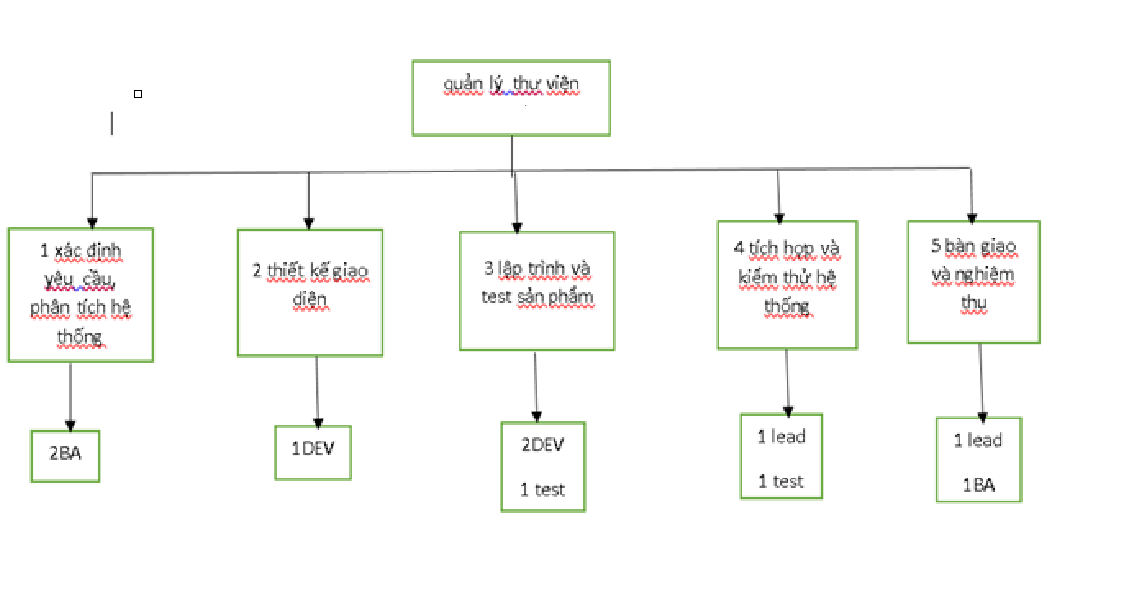 quản lý thư viện
1 xác định
yêu cầu,
phân tích hệ
thống
2 thiết kế giao
diện
3 lập trình và
test sản phẩm
4 tích hợp và
kiểm thử hệ
thống
5 bàn giao
và nghiệm
thu
2BA
1DEV
2DEV
1 test
1 lead
1 test
1 lead
1BA